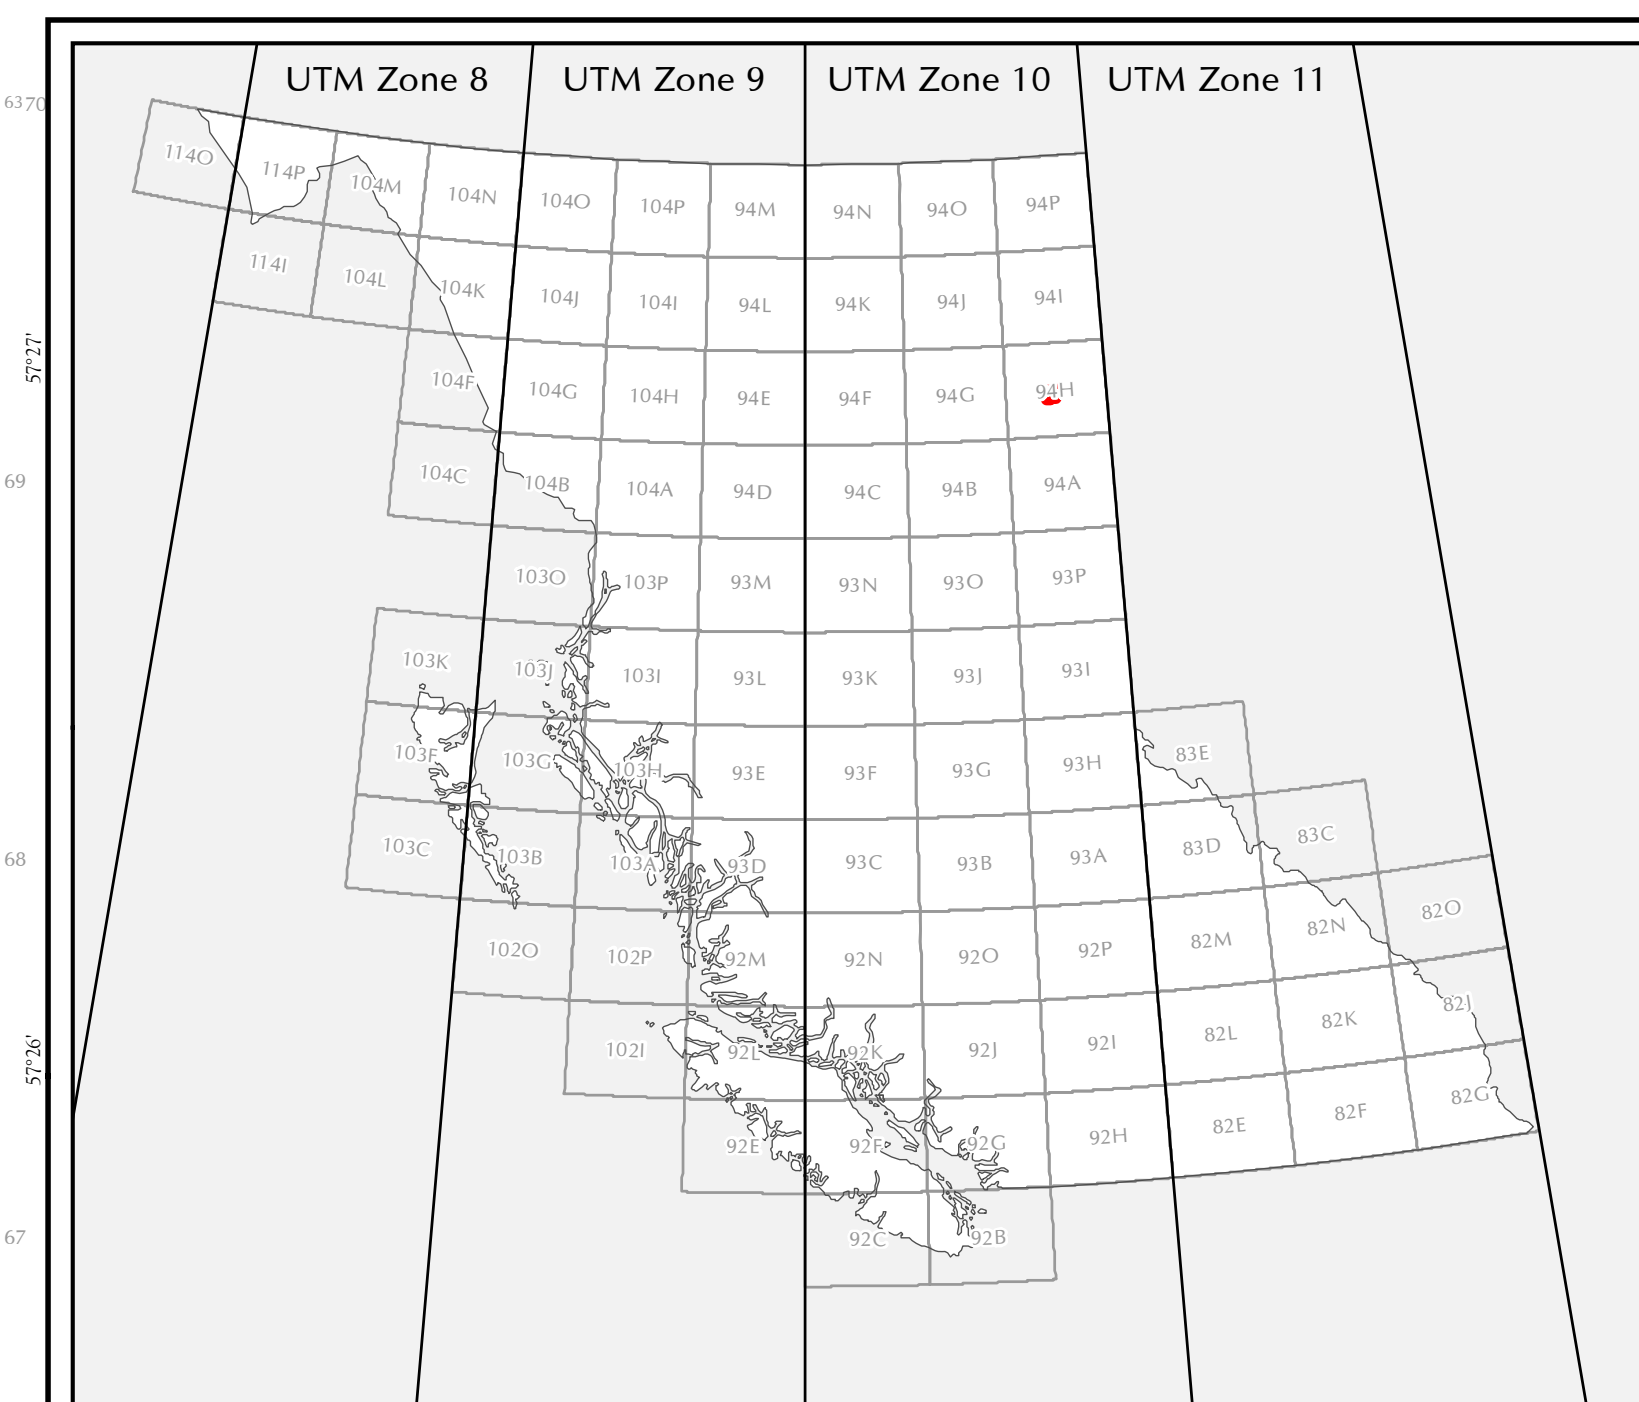 UTM Zone 8 UTM Zone 9 UTM Zone 10 UTM Zone 11
6370
114O 114P 104M 104N 104O 104P 94M 94N 94O 94P
114I 104L 104K 104J 104I 94L 94K 94J 94I
57°27'
104F 104G 104H 94E 94F 94G 94H
69
104C 104B 104A 94D 94C 94B 94A
103O 103P 93M 93N 93O 93P
103K 103J 103I 93L 93K 93J 93I
103F 103G 103H 93E 93F 93G 93H 83E
68
103C 103B 103A 93D 93C 93B 93A 83D 83C
102O 102P 92M 92N 92O 92P 82M 82N 82O
57°26'
102I 92L 92K 92J 92I 82L 82K 82J
92E 92F 92G 92H 82E 82F 82G
67
92C 92B